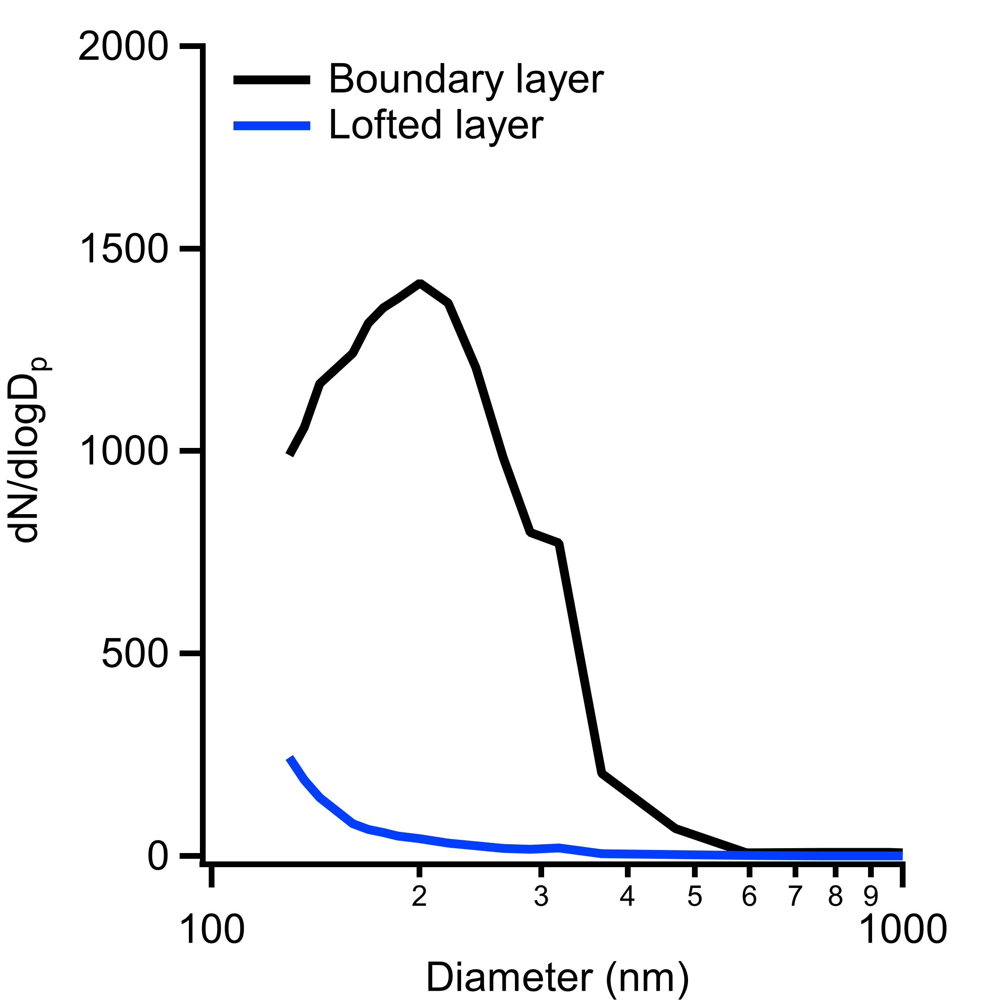 2000
1500
1000
500
0
dN/dlogDp
Boundary layer
Lofted layer
2 3 4 5 6 7 8 9
100 1000
Diameter (nm)